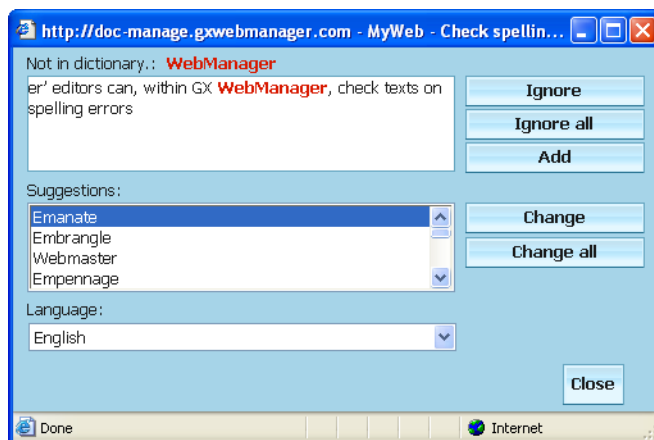 http://doc-manage.gxwebmanager.com - MyWeb - Check spellin...
Not in dictionary.: WebManager
er' editors can, within GX WebManager, check texts on
spelling errors
Ignore
Ignore all
Add
Suggestions:
Emanate
Embrangle
Webmaster
Empennage
Change
Change all
Language:
English
Close
Done
Internet